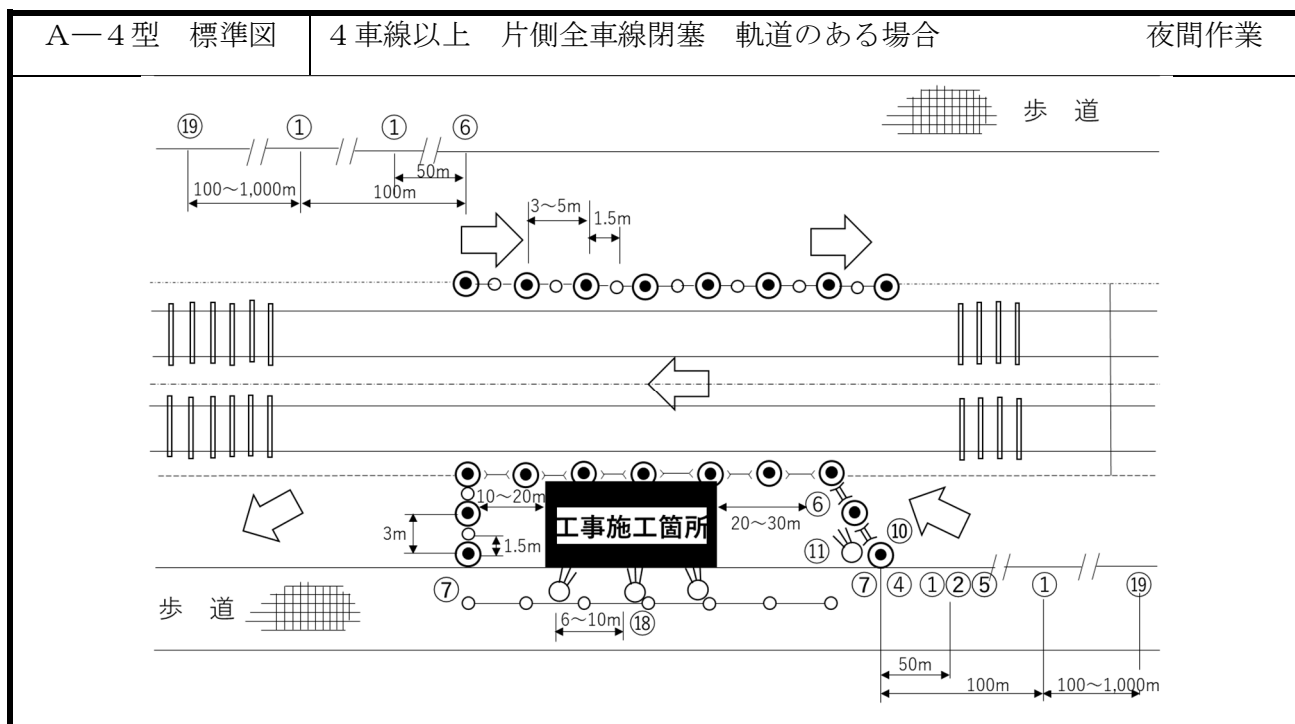 A―4型　標準図　4車線以上　片側全車線閉塞　軌道のある場合　夜間作業
歩　道
⑲　①　①　⑥
50m
100～1,000m　100m
3～5m
1.5m
10～20m　⑥
工事施工箇所　20～30m　⑩
3m　1.5m　⑪
⑦　⑦　④　①　②　⑤　①　⑲
歩　道
6～10m　⑱
50m
100m　100～1,000m